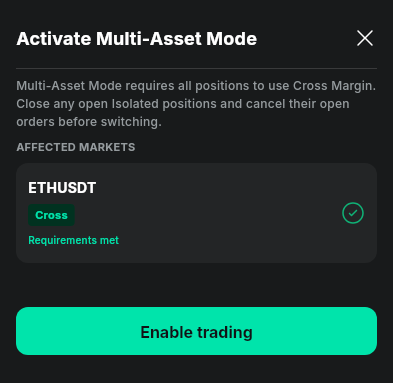 Activate Multi-Asset Mode
Multi-Asset Mode requires all positions to use Cross Margin.
Close any open Isolated positions and cancel their open
orders before switching.
AFFECTED MARKETS
ETHUSDT
Cross
Requirements met
Enable trading